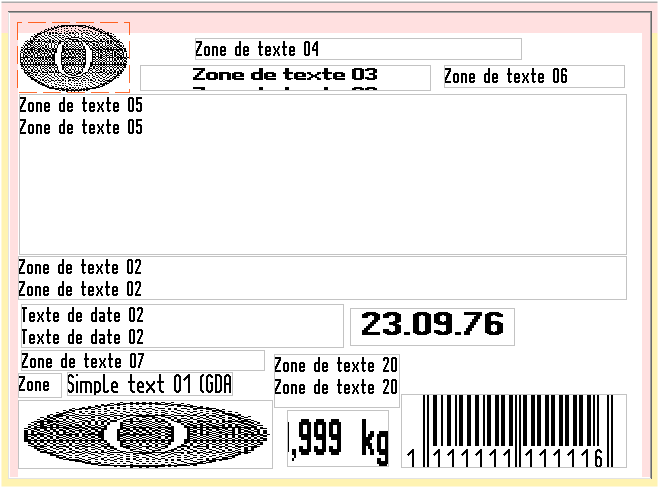 Zone de texte 04
Zone de texte 03
Zone de texte 06
Zone de texte 05
Zone de texte 05
Zone de texte 02
Zone de texte 02
Texte de date 02
Texte de date 02
23.09.76
Zone de texte 07
Zone de texte 20
Zone de texte 20
Zone
Simple text 01 (GDA
,999 kg
1 111111 111116